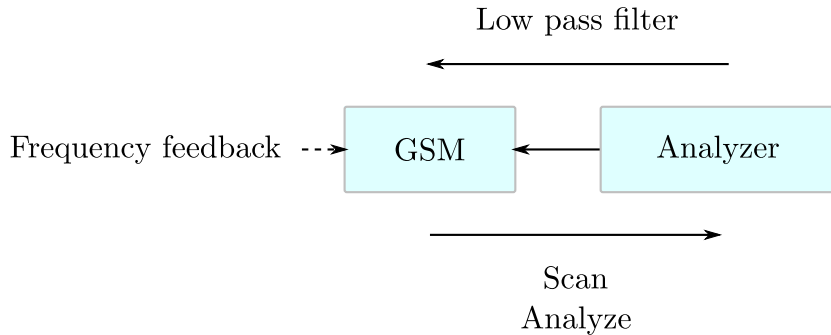 Low pass filter
Frequency feedback
GSM
Analyzer
Scan
Analyze